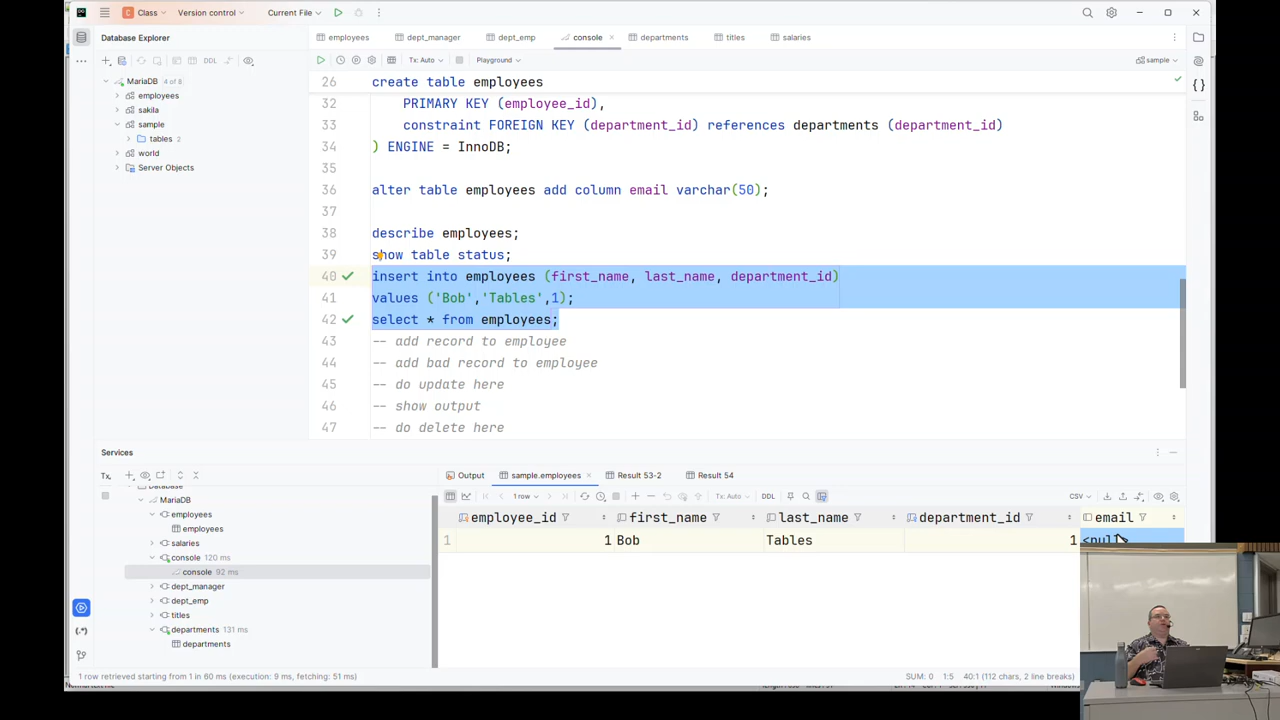 Class
Version control
Current File
Database Explorer
employees
dept_manager
dept_emp
console
departments
titles
salaries
DDL
Tx: Auto
Playground
sample
MariaDB 4 of 8
employees
sakila
sample
tables 2
world
Server Objects
26 create table employees
32 PRIMARY KEY (employee_id),
33 constraint FOREIGN KEY (department_id) references departments (department_id)
34 ) ENGINE = InnoDB;
35
36 alter table employees add column email varchar(50);
37
38 describe employees;
39 show table status;
40 insert into employees (first_name, last_name, department_id)
41 values ('Bob','Tables',1);
42 select * from employees;
43 -- add record to employee
44 -- add bad record to employee
45 -- do update here
46 -- show output
47 -- do delete here
Services
Tx
Database
MariaDB
employees
employees
salaries
console 120 ms
console 92 ms
dept_manager
dept_emp
titles
departments 131 ms
departments
Output
sample.employees
Result 53-2
Result 54
1 row
Tx: Auto
DDL
CSV
employee_id first_name last_name department_id email
1 1 Bob Tables 1 <null>
1 row retrieved starting from 1 in 60 ms (execution: 9 ms, fetching: 51 ms)
SUM: 0 1:5 40:1 (112 chars, 2 line breaks)